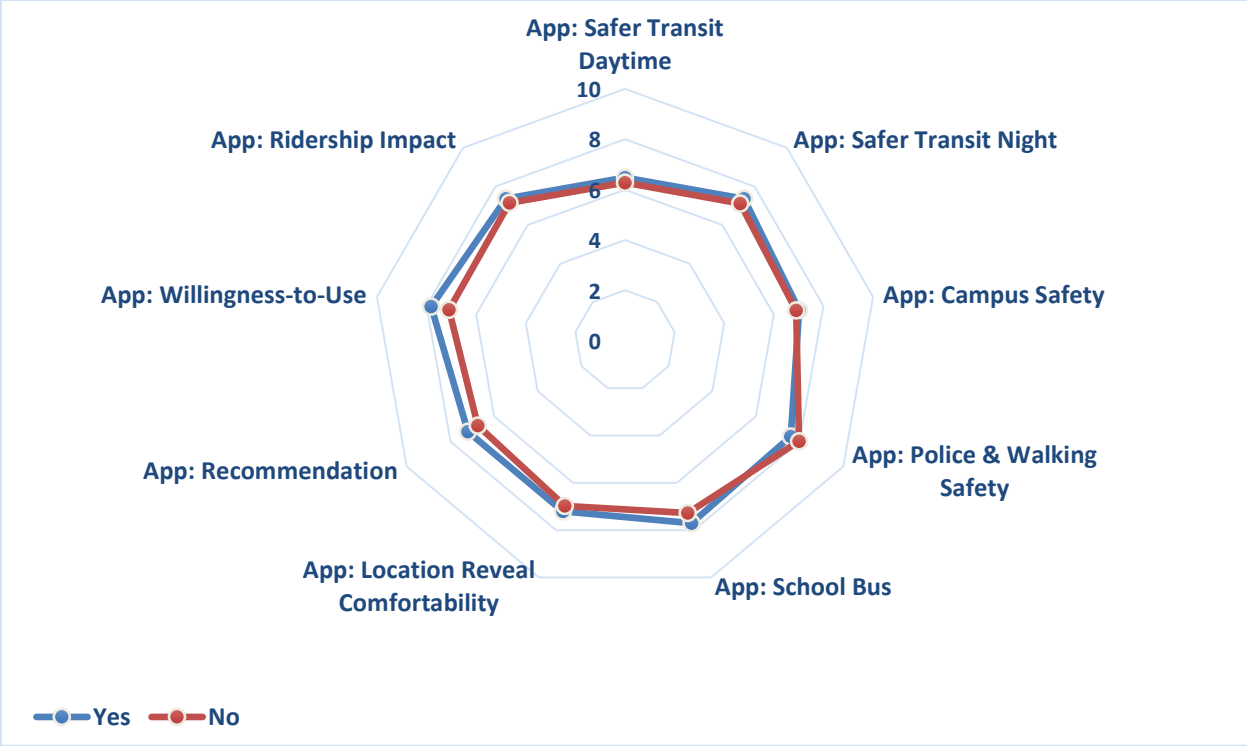 App: Safer Transit
Daytime
10
App: Ridership Impact
App: Safer Transit Night
8
6
4
App: Willingness-to-Use
App: Campus Safety
2
0
App: Recommendation
App: Police & Walking
Safety
App: Location Reveal
Comfortability
App: School Bus
Yes
No